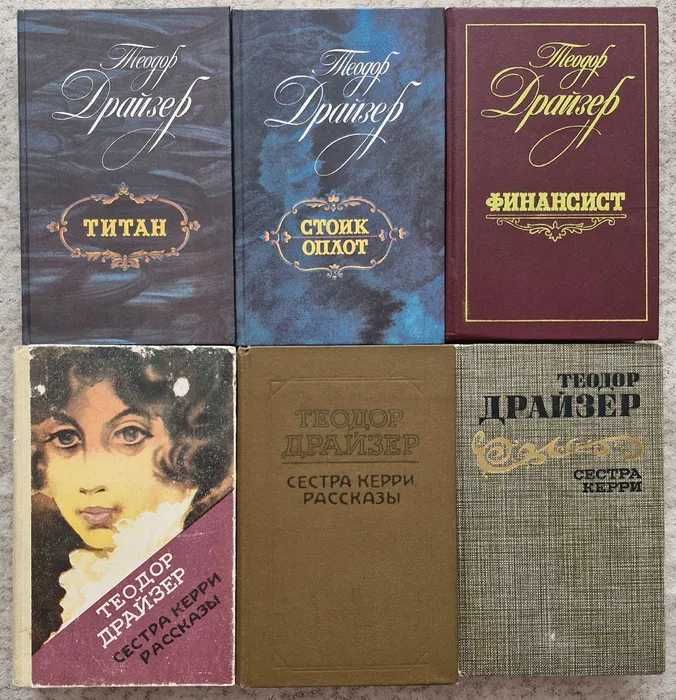 Теодор
Драйзер
ТИТАН
Теодор
Драйзер
СТОИК
ОПЛОТ
Теодор
Драйзер
ФИНАНСИСТ
ТЕОДОР
ДРАЙЗЕР
СЕСТРА КЕРРИ
РАССКАЗЫ
ТЕОДОР
ДРАЙЗЕР
СЕСТРА КЕРРИ
РАССКАЗЫ
ТЕОДОР
ДРАЙЗЕР
СЕСТРА
КЕРРИ